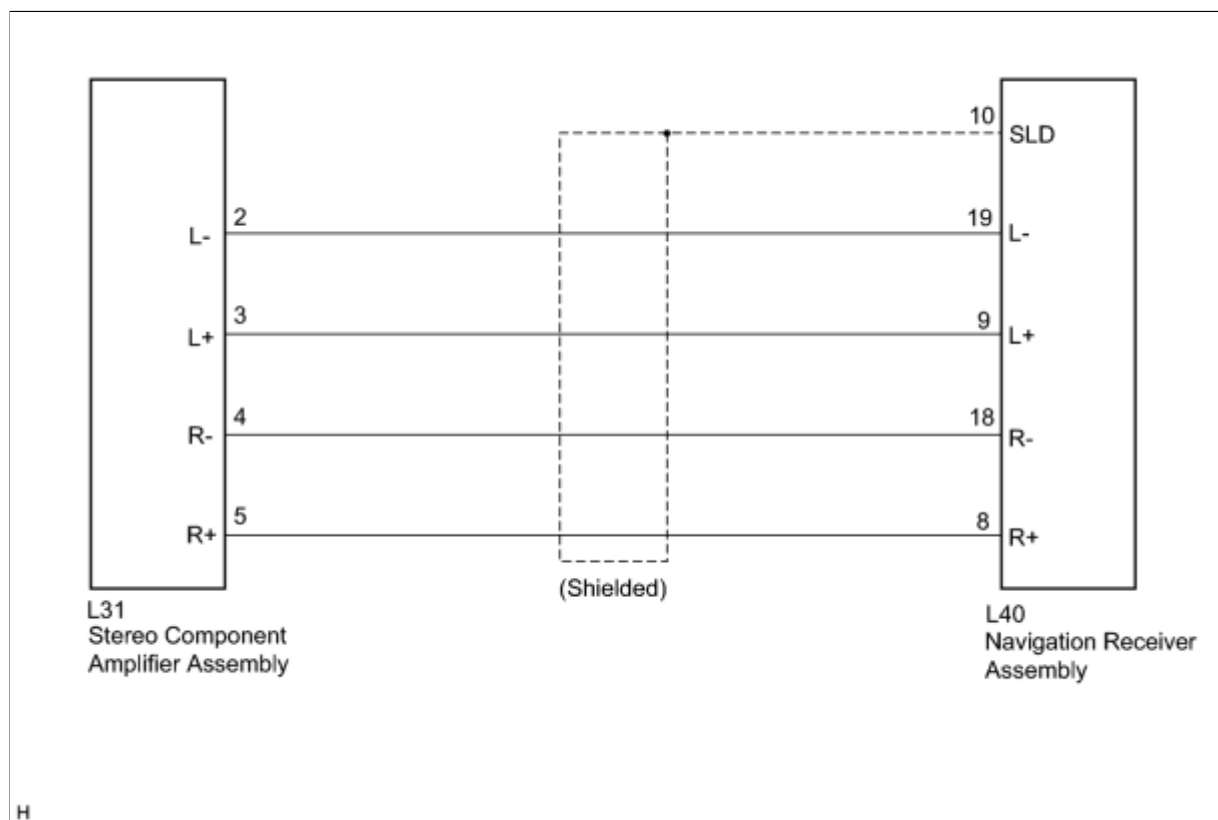 10
SLD
2
19
L-
L-
3
9
L+
L+
4
18
R-
R-
5
8
R+
R+
(Shielded)
L31
Stereo Component
Amplifier Assembly
L40
Navigation Receiver
Assembly
H